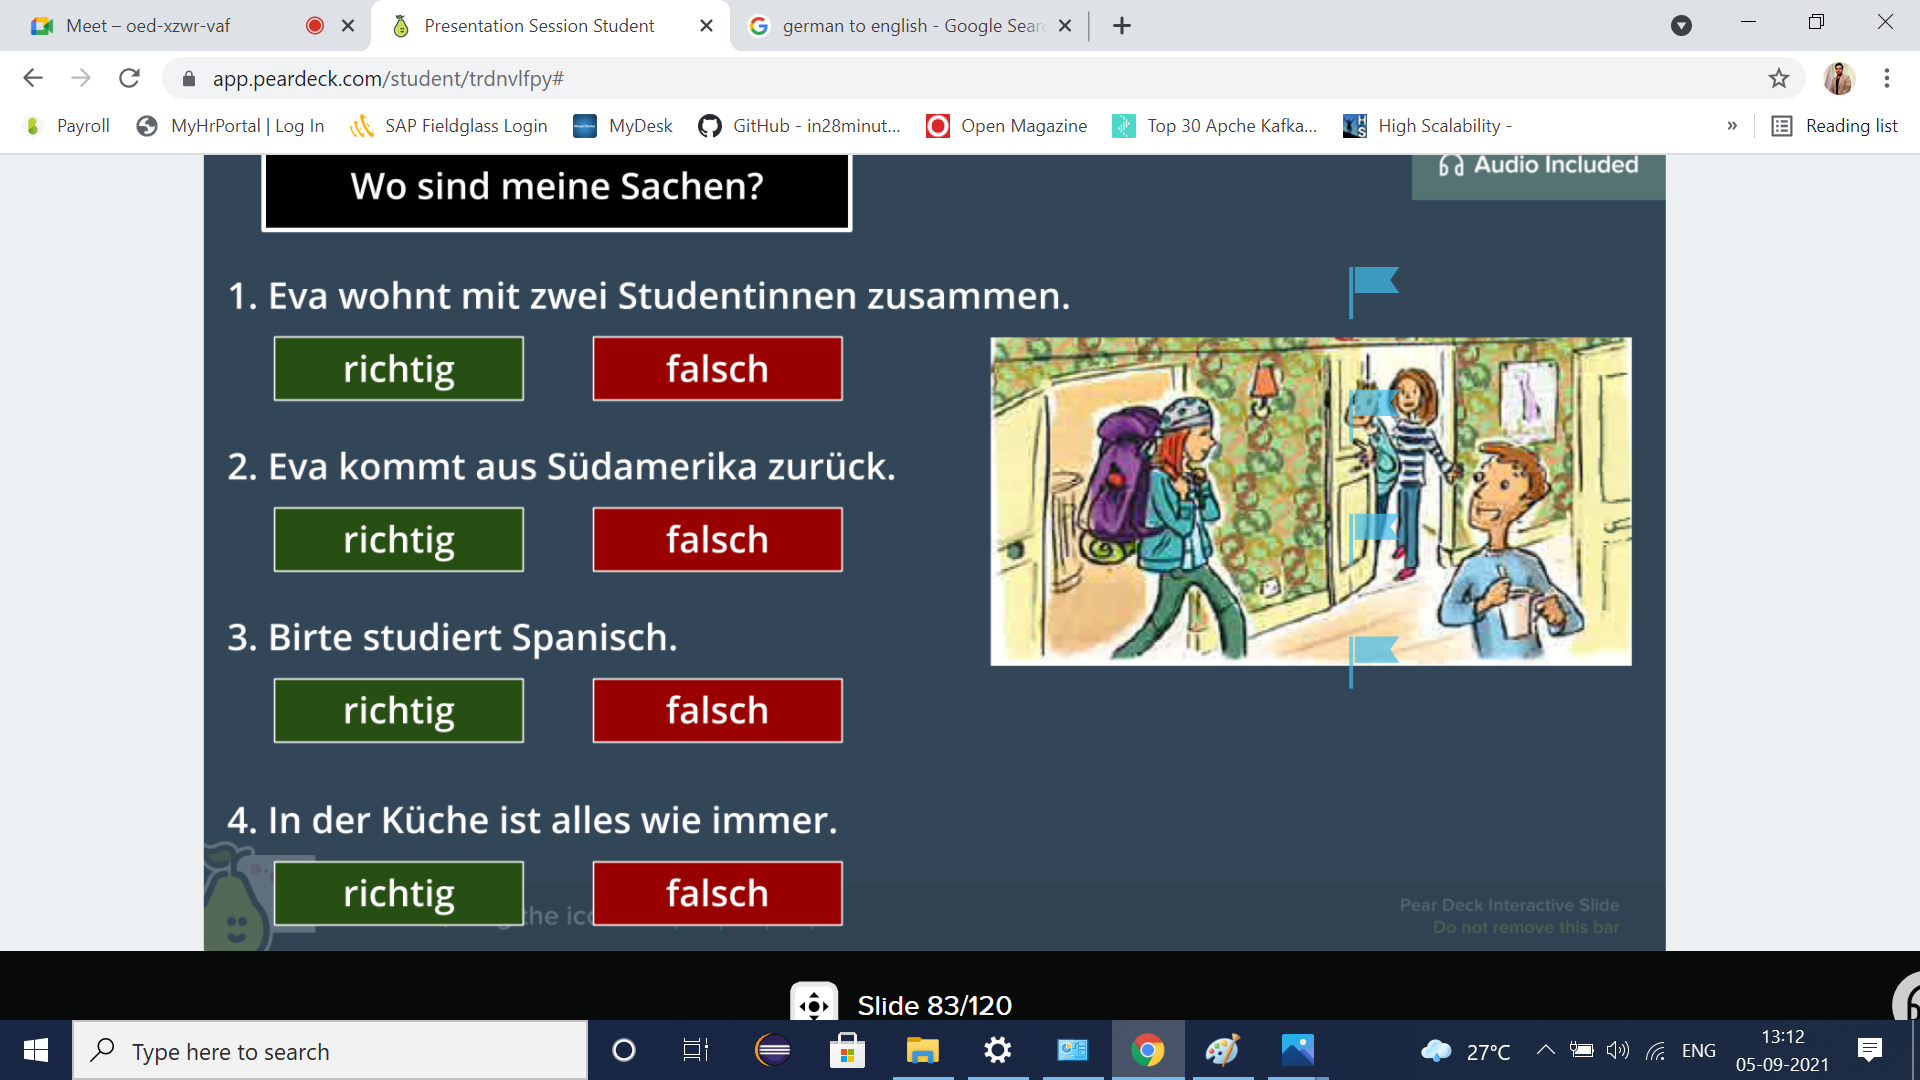 Meet – oed-xzwr-vaf
Presentation Session Student
german to english - Google Sear
app.peardeck.com/student/trdnvlfpy#
Payroll
MyHrPortal | Log In
SAP Fieldglass Login
MyDesk
GitHub - in28minut...
Open Magazine
Top 30 Apche Kafka...
High Scalability -
»
Reading list
Wo sind meine Sachen?
Audio Included
1. Eva wohnt mit zwei Studentinnen zusammen.
richtig falsch
2. Eva kommt aus Südamerika zurück.
richtig falsch
3. Birte studiert Spanisch.
richtig falsch
4. In der Küche ist alles wie immer.
richtig falsch
Pear Deck Interactive Slide
Do not remove this bar
Slide 83/120
Type here to search
27°C
ENG
13:12
05-09-2021